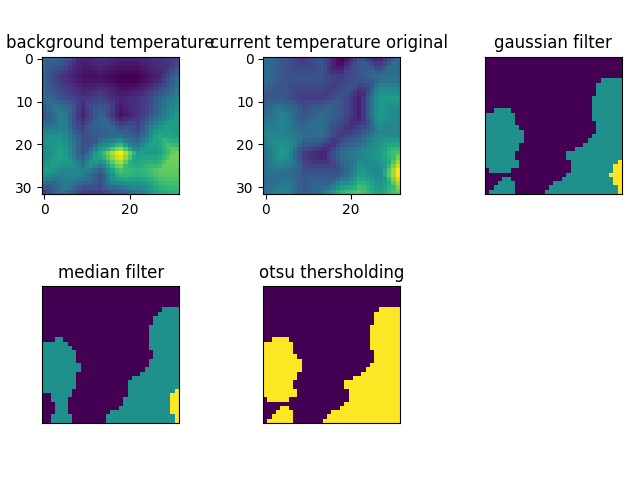 background temperature
current temperature original
gaussian filter
0
10
20
30
0
20
0
10
20
30
0
20
median filter
otsu thersholding